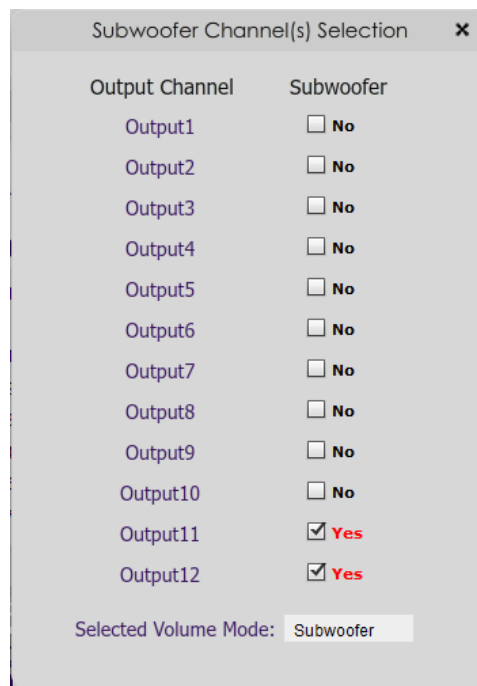 Subwoofer Channel(s) Selection ×
Output Channel Subwoofer
Output1 No
Output2 No
Output3 No
Output4 No
Output5 No
Output6 No
Output7 No
Output8 No
Output9 No
Output10 No
Output11 Yes
Output12 Yes
Selected Volume Mode: Subwoofer